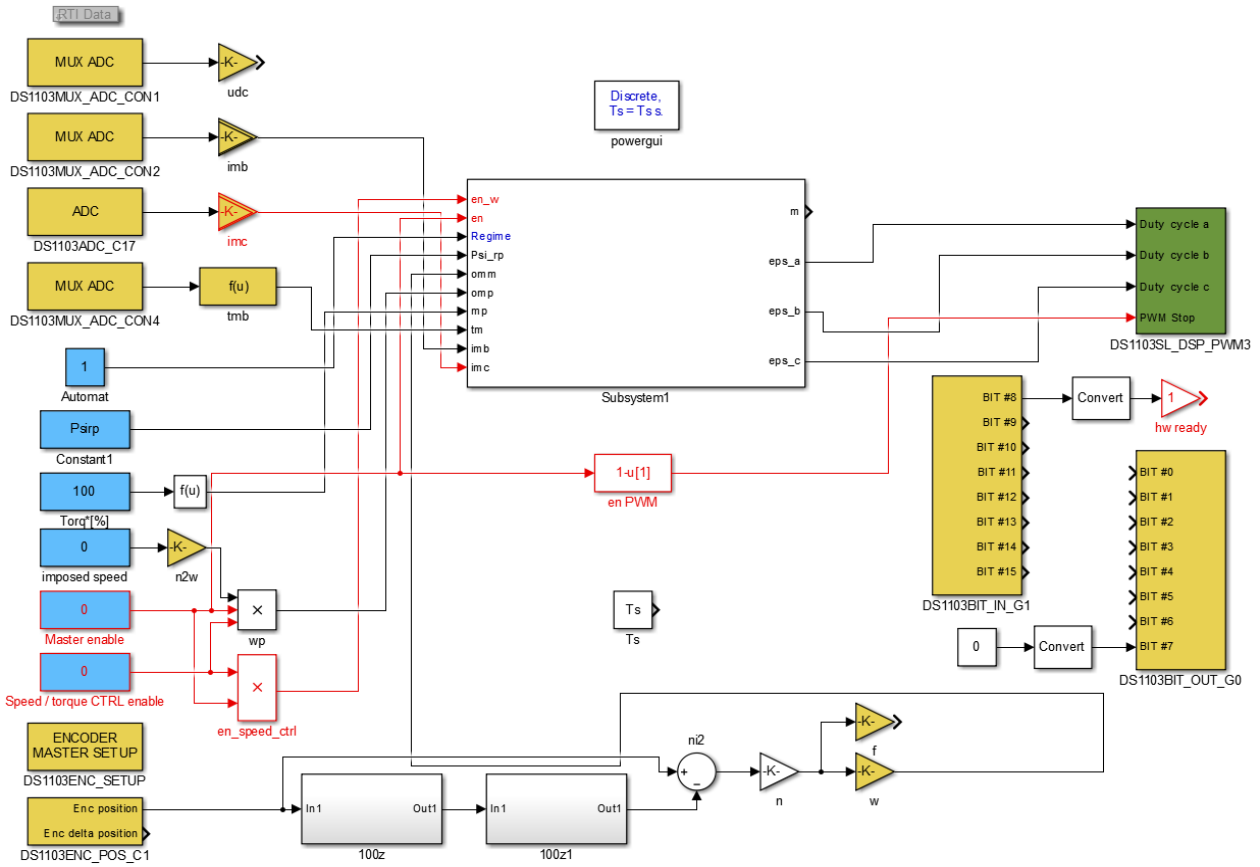 RTI Data
MUX ADC
DS1103MUX_ADC_CON1
-K-
udc
MUX ADC
DS1103MUX_ADC_CON2
-K-
imb
ADC
DS1103ADC_C17
-K-
imc
MUX ADC
DS1103MUX_ADC_CON4
f(u)
tmb
1
Automat
Psirp
Constant1
100
Torq*[%]
f(u)
0
imposed speed
-K-
n2w
0
Master enable
0
Speed / torque CTRL enable
×
wp
×
en_speed_ctrl
ENCODER
MASTER SETUP
DS1103ENC_SETUP
Enc position
Enc delta position
DS1103ENC_POS_C1
In1
Out1
100z
In1
Out1
100z1
ni2
+
−
-K-
n
-K-
f
-K-
w
Discrete,
Ts = Tss.
powergui
en_w
en
Regime
Psi_rp
omm
omp
mp
tm
imb
imc
m
eps_a
eps_b
eps_c
Subsystem1
1-u[1]
en PWM
Ts
Ts
Duty cycle a
Duty cycle b
Duty cycle c
PWM Stop
DS1103SL_DSP_PWM3
BIT #8
BIT #9
BIT #10
BIT #11
BIT #12
BIT #13
BIT #14
BIT #15
DS1103BIT_IN_G1
Convert
1
hw ready
BIT #0
BIT #1
BIT #2
BIT #3
BIT #4
BIT #5
BIT #6
BIT #7
DS1103BIT_OUT_G0
0
Convert